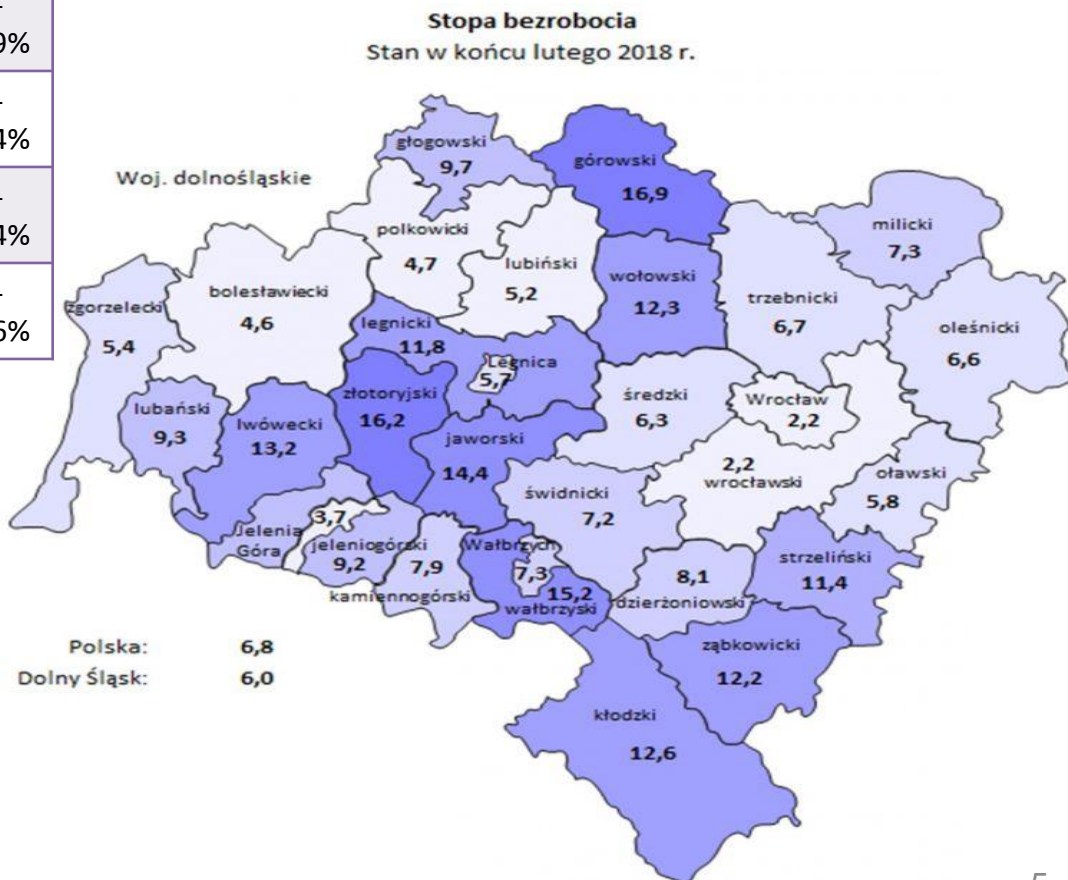 Stopa bezrobocia
Stan w końcu lutego 2018 r.
Woj. dolnośląskie
głogowski
9,7
górowski
16,9
milicki
7,3
polkowicki
4,7
lubiński
5,2
wołowski
12,3
trzebnicki
6,7
oleśnicki
6,6
zgorzelecki
5,4
bolesławiecki
4,6
legnicki
11,8
Legnica
5,7
lubański
9,3
lwówecki
13,2
złotoryjski
16,2
jaworski
14,4
średzki
6,3
Wrocław
2,2
2,2
wrocławski
oławski
5,8
świdnicki
7,2
Jelenia
Góra
3,7
jeleniogórski
9,2
7,9
kamiennogórski
Wałbrzych
7,3
15,2
wałbrzyski
8,1
dzierżoniowski
strzeliński
11,4
ząbkowicki
12,2
kłodzki
12,6
Polska: 6,8
Dolny Śląsk: 6,0
5